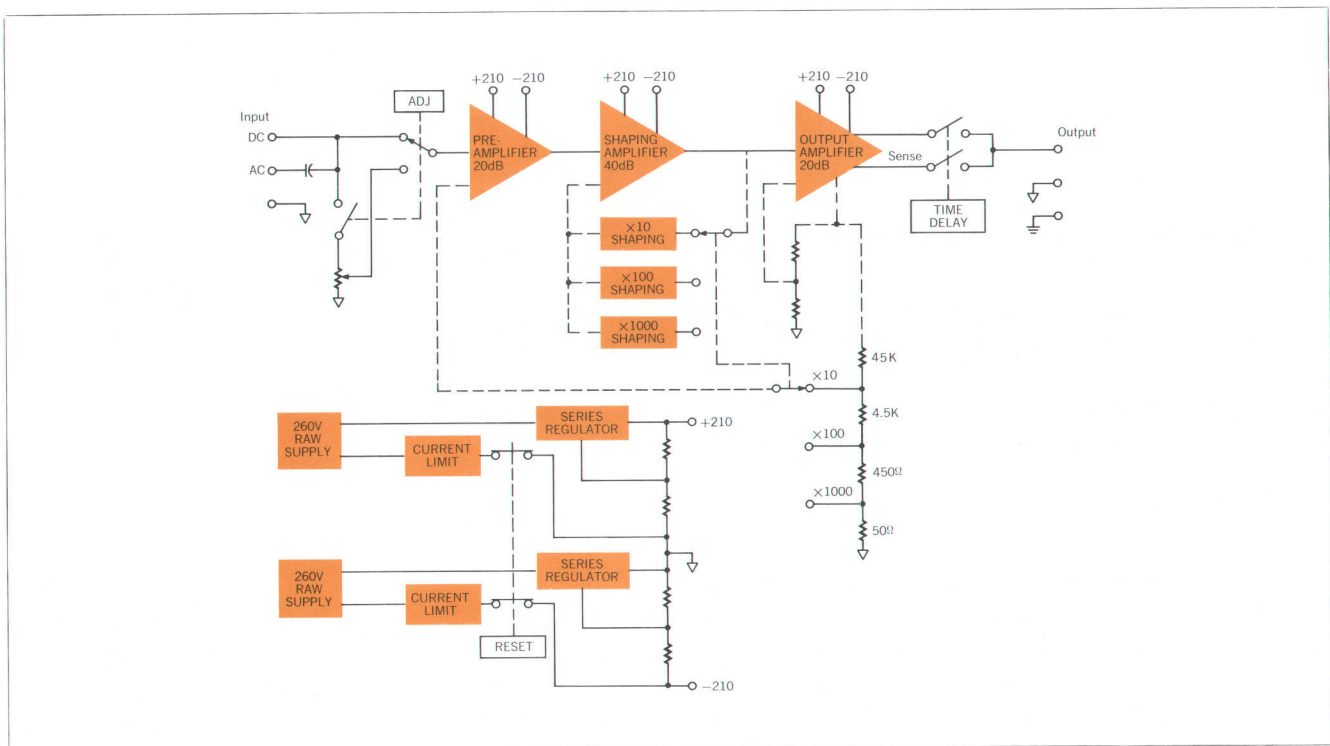 +210 −210
+210 −210
+210 −210
ADJ
Input
DC
AC
PRE-
AMPLIFIER
20dB
SHAPING
AMPLIFIER
40dB
OUTPUT
AMPLIFIER
20dB
Sense
Output
TIME
DELAY
×10
SHAPING
×100
SHAPING
×1000
SHAPING
45K
×10
4.5K
×100
450Ω
×1000
50Ω
260V
RAW
SUPPLY
CURRENT
LIMIT
SERIES
REGULATOR
+210
260V
RAW
SUPPLY
CURRENT
LIMIT
SERIES
REGULATOR
RESET
−210